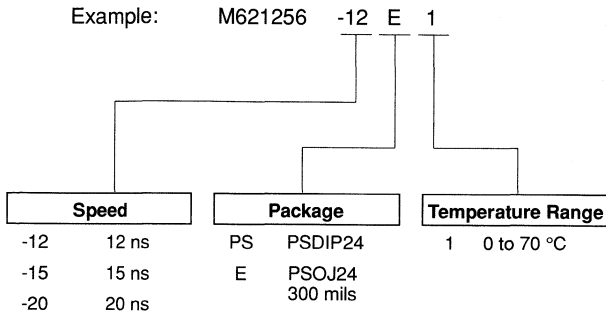 Example: M621256 -12 E 1
Speed Package Temperature Range
-12 12 ns PS PSDIP24 1 0 to 70 °C
-15 15 ns E PSOJ24
300 mils
-20 20 ns